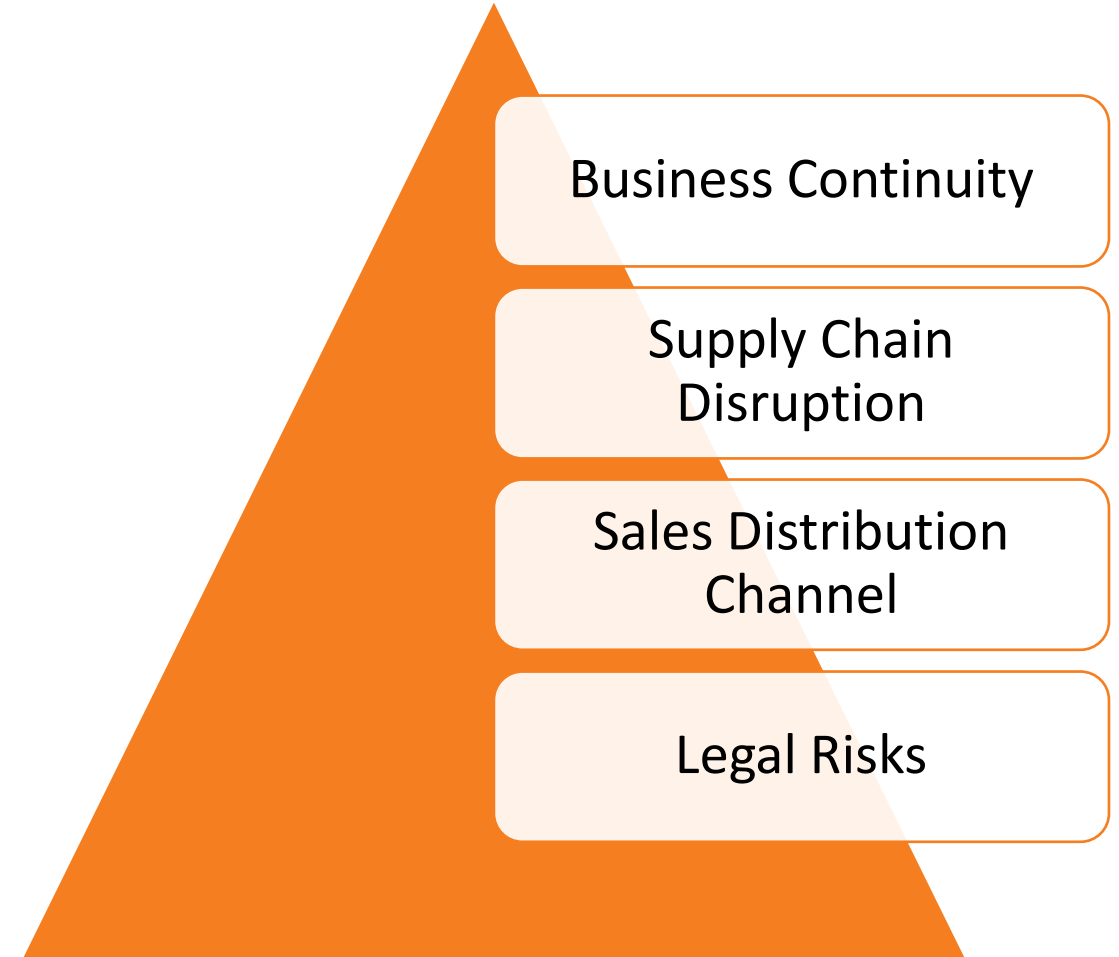 Business Continuity
Supply Chain
Disruption
Sales Distribution
Channel
Legal Risks